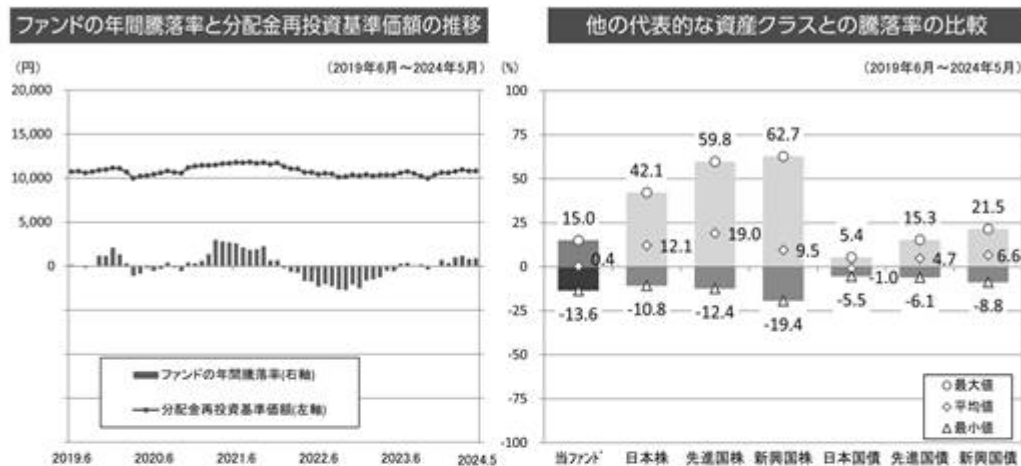 ファンドの年間騰落率と分配金再投資基準価額の推移
(円)
(2019年6月～2024年5月)
20,000
15,000
10,000
5,000
0
ファンドの年間騰落率(右軸)
分配金再投資基準価額(左軸)
2019.6 2020.6 2021.6 2022.6 2023.6 2024.5
他の代表的な資産クラスとの騰落率の比較
(%)
(2019年6月～2024年5月)
100
75
50
25
0
-25
-50
-75
-100
15.0 42.1 59.8 62.7 5.4 15.3 21.5
0.4 12.1 19.0 9.5 -1.0 4.7 6.6
-13.6 -10.8 -12.4 -19.4 -5.5 -6.1 -8.8
最大値
平均値
最小値
当ファンド 日本株 先進国株 新興国株 日本国債 先進国債 新興国債